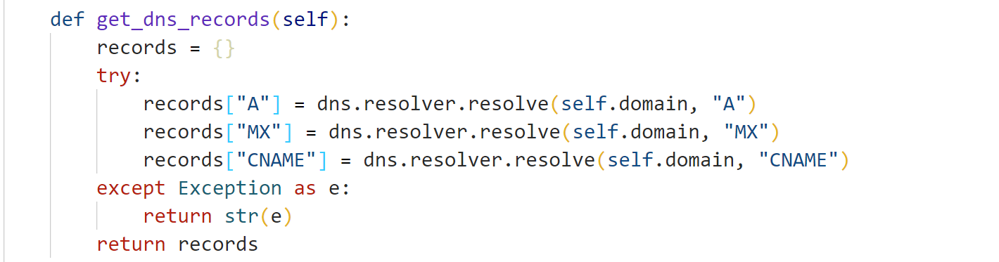 def get_dns_records(self):
    records = {}
    try:
        records["A"] = dns.resolver.resolve(self.domain, "A")
        records["MX"] = dns.resolver.resolve(self.domain, "MX")
        records["CNAME"] = dns.resolver.resolve(self.domain, "CNAME")
    except Exception as e:
        return str(e)
    return records